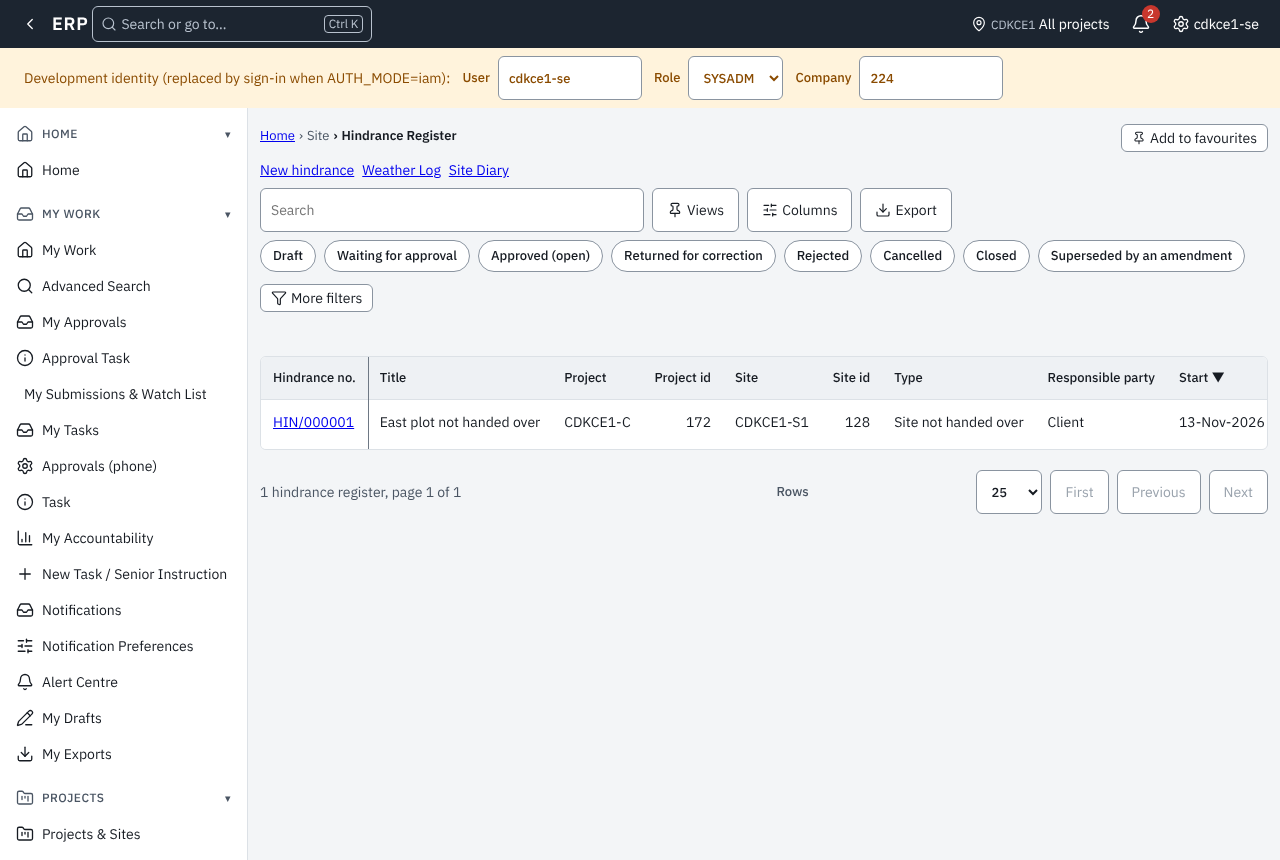 ERP
Search or go to...
Ctrl K
CDKCE1 All projects
2
cdkce1-se
Development identity (replaced by sign-in when AUTH_MODE=iam):
User
cdkce1-se
Role
SYSADM
Company
224
HOME
Home
MY WORK
My Work
Advanced Search
My Approvals
Approval Task
My Submissions & Watch List
My Tasks
Approvals (phone)
Task
My Accountability
New Task / Senior Instruction
Notifications
Notification Preferences
Alert Centre
My Drafts
My Exports
PROJECTS
Projects & Sites
Home › Site › Hindrance Register
Add to favourites
New hindrance Weather Log Site Diary
Search
Views
Columns
Export
Draft
Waiting for approval
Approved (open)
Returned for correction
Rejected
Cancelled
Closed
Superseded by an amendment
More filters
Hindrance no. Title Project Project id Site Site id Type Responsible party Start ▼
HIN/000001 East plot not handed over CDKCE1-C 172 CDKCE1-S1 128 Site not handed over Client 13-Nov-2026
1 hindrance register, page 1 of 1
Rows
25
First
Previous
Next